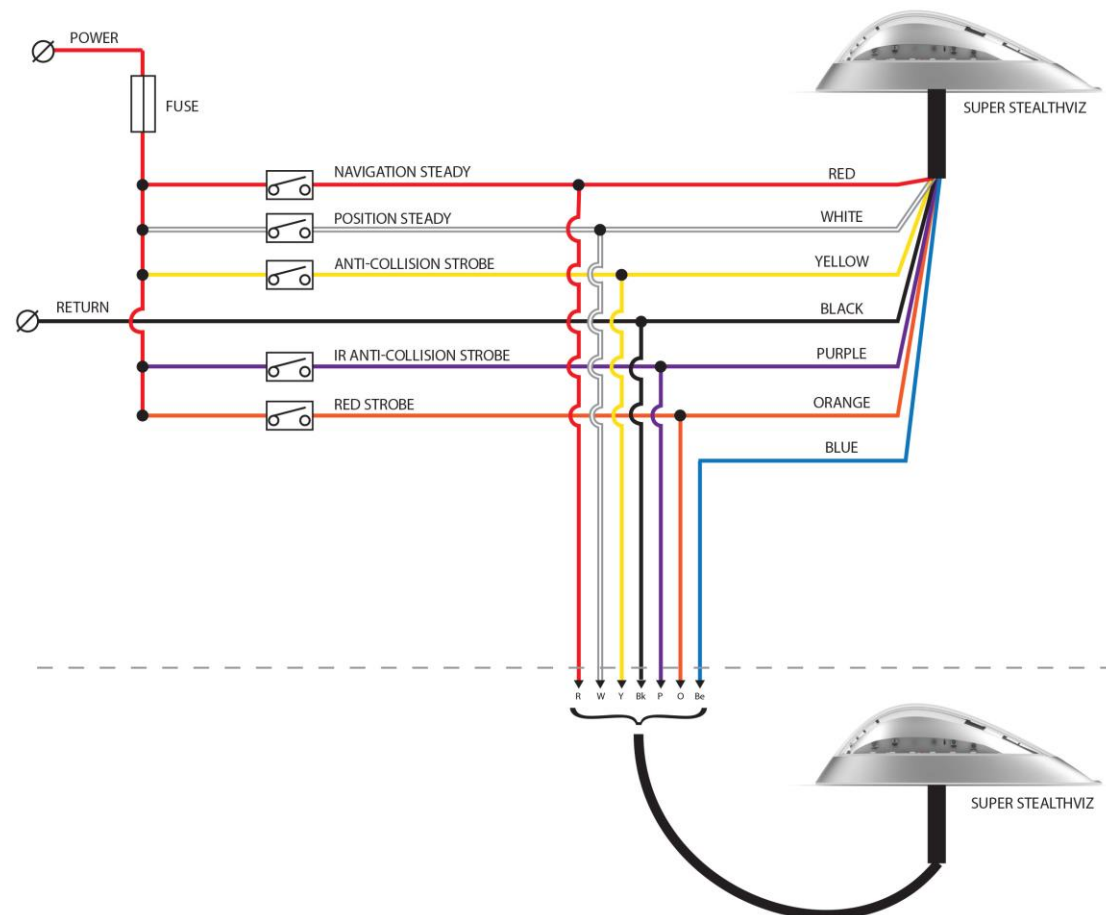 POWER
FUSE
SUPER STEALTHVIZ
NAVIGATION STEADY
RED
POSITION STEADY
WHITE
ANTI-COLLISION STROBE
YELLOW
RETURN
BLACK
IR ANTI-COLLISION STROBE
PURPLE
RED STROBE
ORANGE
BLUE
R W Y Bk P O Be
SUPER STEALTHVIZ